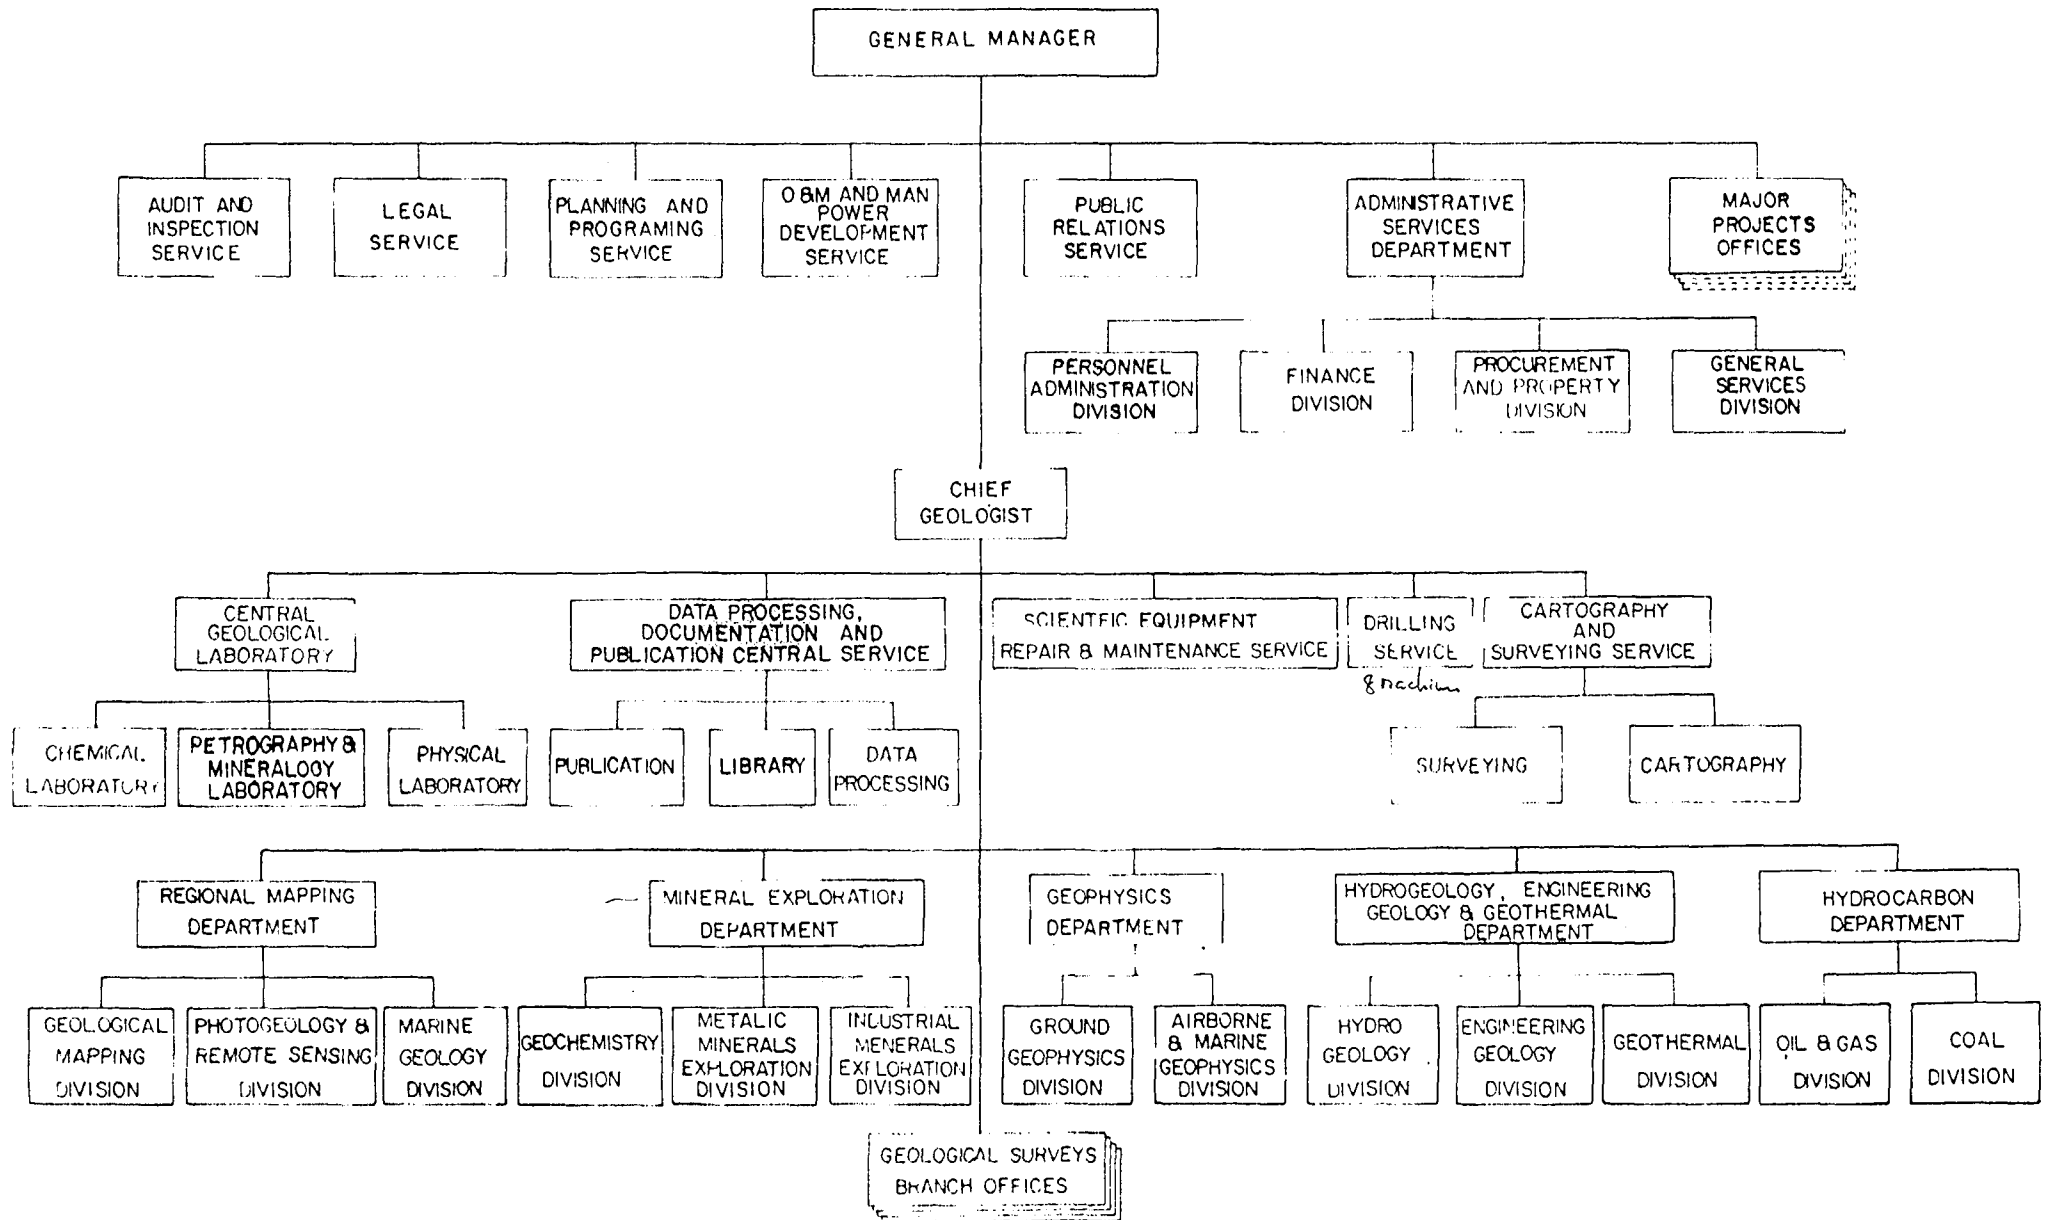 GENERAL MANAGER
AUDIT AND
INSPECTION
SERVICE
LEGAL
SERVICE
PLANNING AND
PROGRAMING
SERVICE
O &M AND MAN
POWER
DEVELOPMENT
SERVICE
PUBLIC
RELATIONS
SERVICE
ADMINISTRATIVE
SERVICES
DEPARTMENT
MAJOR
PROJECTS
OFFICES
PERSONNEL
ADMINISTRATION
DIVISION
FINANCE
DIVISION
PROCUREMENT
AND PROPERTY
DIVISION
GENERAL
SERVICES
DIVISION
CHIEF
GEOLOGIST
CENTRAL
GEOLOGICAL
LABORATORY
DATA PROCESSING,
DOCUMENTATION AND
PUBLICATION CENTRAL SERVICE
SCIENTFIC EQUIPMENT
REPAIR & MAINTENANCE SERVICE
DRILLING
SERVICE
&
CARTOGRAPHY
AND
SURVEYING SERVICE
CHEMICAL
LABORATORY
PETROGRAPHY &
MINERALOGY
LABORATORY
PHYSICAL
LABORATORY
PUBLICATION
LIBRARY
DATA
PROCESSING
SURVEYING
CARTOGRAPHY
REGIONAL MAPPING
DEPARTMENT
MINERAL EXPLORATION
DEPARTMENT
GEOPHYSICS
DEPARTMENT
HYDROGEOLOGY, ENGINEERING
GEOLOGY & GEOTHERMAL
DEPARTMENT
HYDROCARBON
DEPARTMENT
GEOLOGICAL
MAPPING
DIVISION
PHOTOGEOLOGY &
REMOTE SENSING
DIVISION
MARINE
GEOLOGY
DIVISION
GEOCHEMISTRY
DIVISION
METALIC
MINERALS
EXPLORATION
DIVISION
INDUSTRIAL
MENERALS
EXPLORATION
DIVISION
GROUND
GEOPHYSICS
DIVISION
AIRBORNE
& MARINE
GEOPHYSICS
DIVISION
HYDRO
GEOLOGY
DIVISION
ENGINEERING
GEOLOGY
DIVISION
GEOTHERMAL
DIVISION
OIL & GAS
DIVISION
COAL
DIVISION
GEOLOGICAL SURVEYS
BRANCH OFFICES